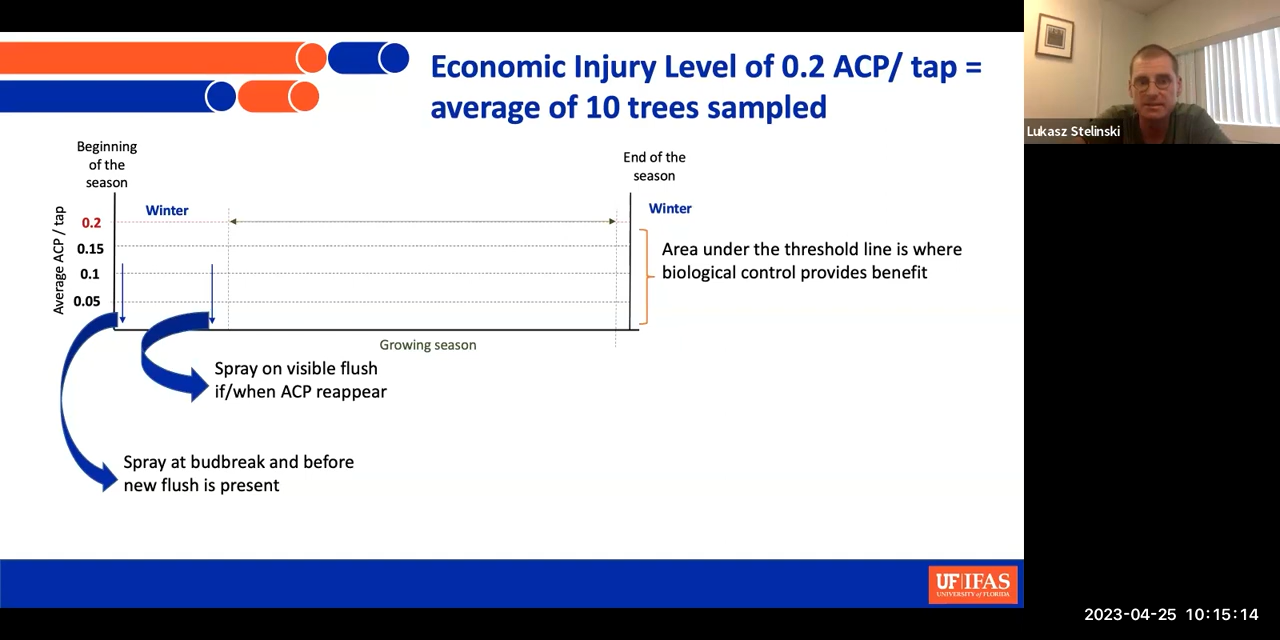 Economic Injury Level of 0.2 ACP/ tap =
average of 10 trees sampled
Lukasz Stelinski
Beginning
of the
season
End of the
season
Winter
Winter
Average ACP / tap
0.2
0.15
0.1
0.05
Area under the threshold line is where
biological control provides benefit
Growing season
Spray on visible flush
if/when ACP reappear
Spray at budbreak and before
new flush is present
UF|IFAS
UNIVERSITY of FLORIDA
2023-04-25 10:15:14